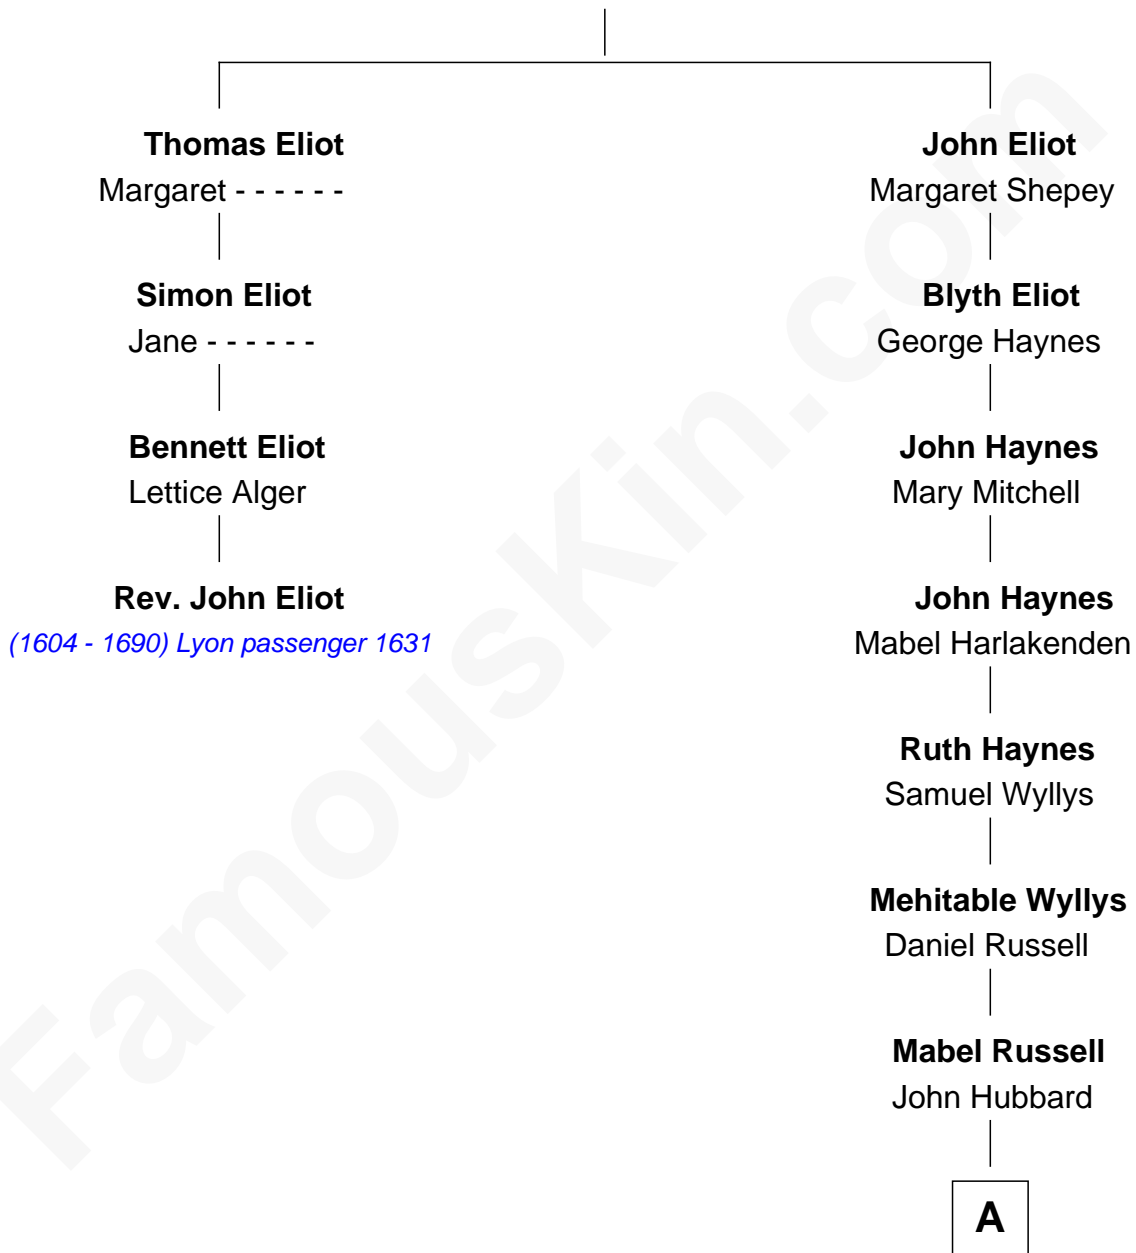 Thomas Eliot
Margaret - - - - - -
Simon Eliot
Jane - - - - - -
Bennett Eliot
Lettice Alger
Rev. John Eliot
(1604 - 1690) Lyon passenger 1631
John Eliot
Margaret Shepey
Blyth Eliot
George Haynes
John Haynes
Mary Mitchell
John Haynes
Mabel Harlakenden
Ruth Haynes
Samuel Wyllys
Mehitable Wyllys
Daniel Russell
Mabel Russell
John Hubbard
A
FamousKin.com